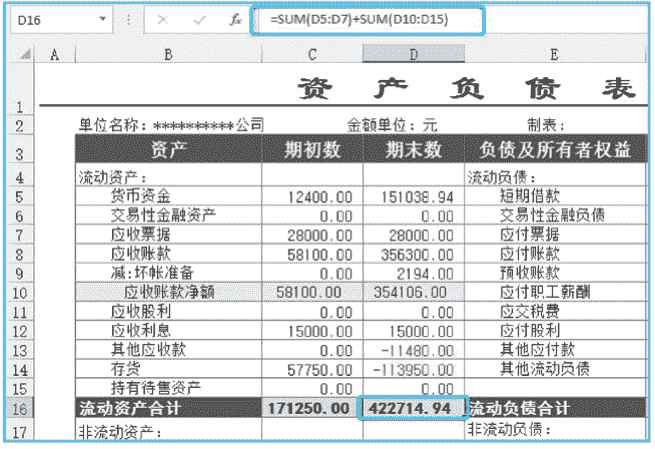 D16 fx =SUM(D5:D7)+SUM(D10:D15)
A B C D E
1 资产负债表
2 单位名称：**********公司 金额单位：元 制表：
3 资产 期初数 期末数 负债及所有者权益
4 流动资产： 流动负债：
5 货币资金 12400.00 151038.94 短期借款
6 交易性金融资产 0.00 0.00 交易性金融负债
7 应收票据 28000.00 28000.00 应付票据
8 应收账款 58100.00 356300.00 应付账款
9 减：坏帐准备 0.00 2194.00 预收账款
10 应收账款净额 58100.00 354106.00 应付职工薪酬
11 应收股利 0.00 0.00 应交税费
12 应收利息 15000.00 15000.00 应付股利
13 其他应收款 0.00 -11480.00 其他应付款
14 存货 57750.00 -113950.00 其他流动负债
15 持有待售资产 0.00 0.00
16 流动资产合计 171250.00 422714.94 流动负债合计
17 非流动资产： 非流动负债：